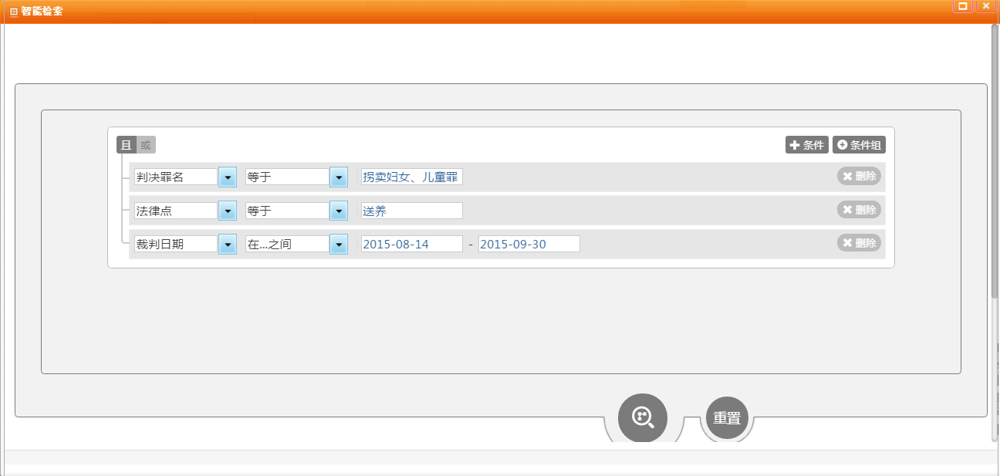 智能检索
且 或 条件 条件组
判决罪名 等于 拐卖妇女、儿童罪 删除
法律点 等于 送养 删除
裁判日期 在...之间 2015-08-14 - 2015-09-30 删除
重置